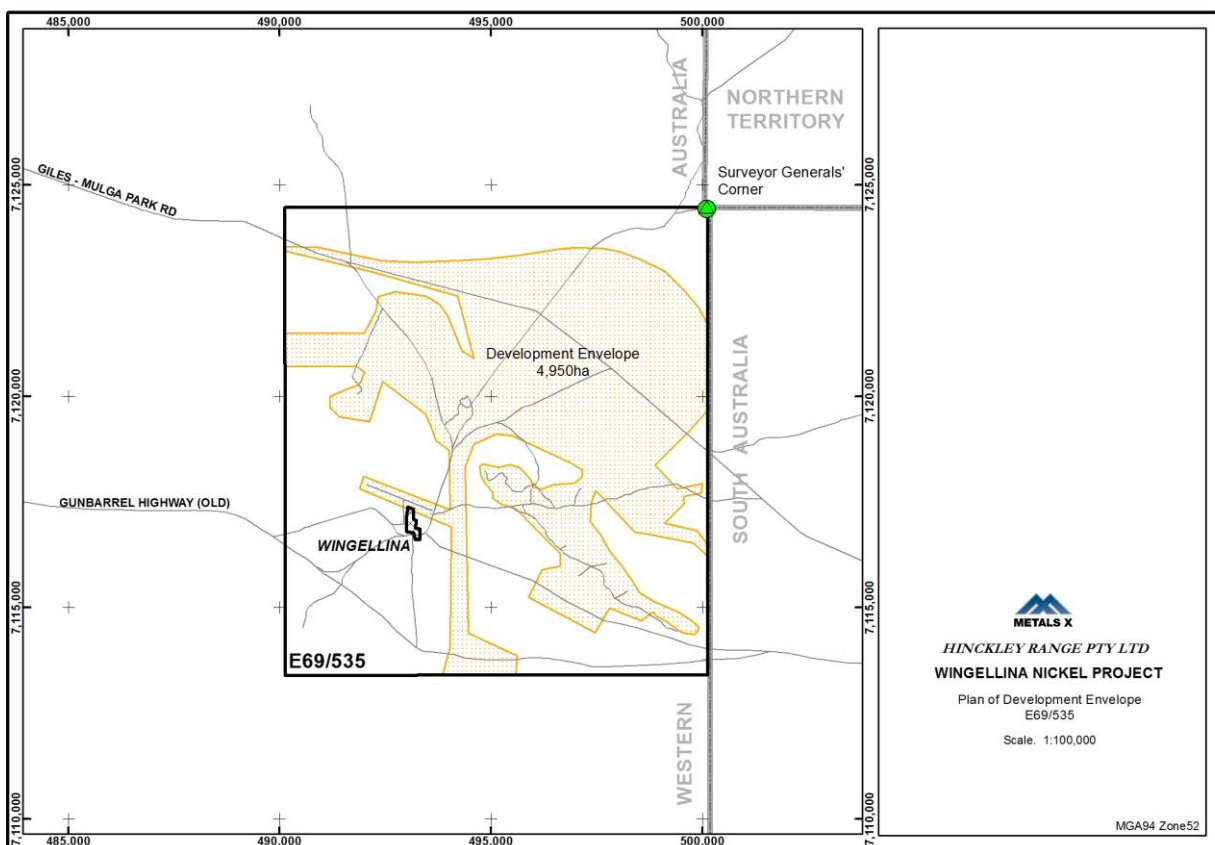 485,000
490,000
495,000
500,000
AUSTRALIA
NORTHERN
TERRITORY
7,125,000
7,125,000
GILES - MULGA PARK RD
Surveyor Generals'
Corner
Development Envelope
4,950ha
SOUTH AUSTRALIA
7,120,000
7,120,000
GUNBARREL HIGHWAY (OLD)
WINGELLINA
7,115,000
7,115,000
E69/535
WESTERN
7,110,000
7,110,000
485,000
490,000
495,000
500,000
METALS X
HINCKLEY RANGE PTY LTD
WINGELLINA NICKEL PROJECT
Plan of Development Envelope
E69/535
Scale. 1:100,000
MGA94 Zone52